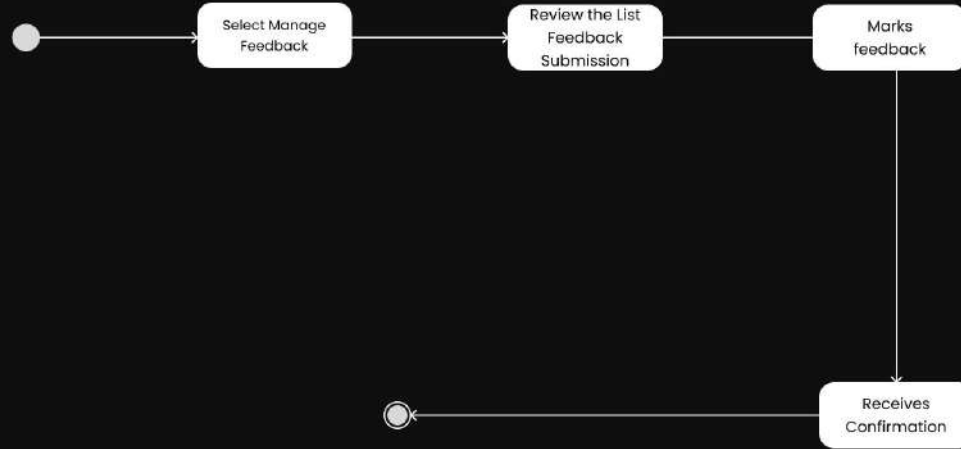 Select Manage
Feedback
Review the List
Feedback
Submission
Marks
feedback
Receives
Confirmation